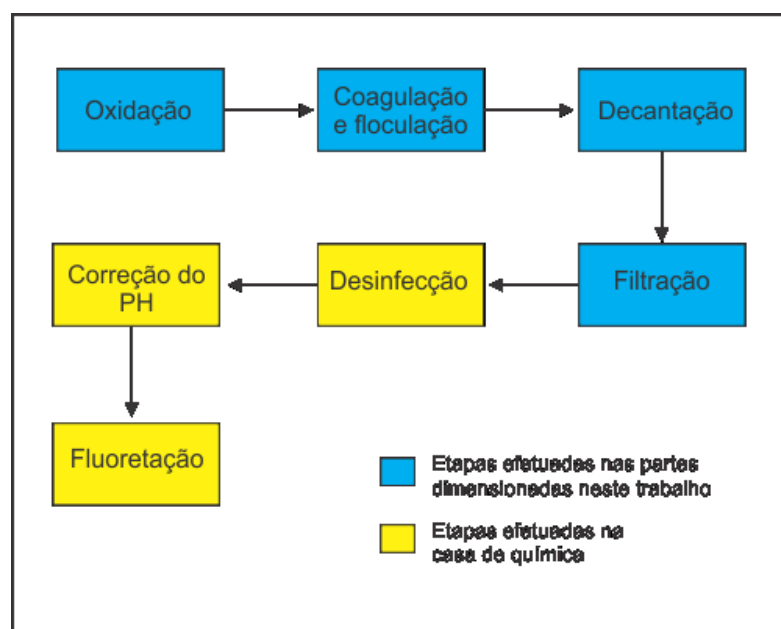 Oxidação
Coagulação
e floculação
Decantação
Correção do
PH
Desinfecção
Filtração
Fluoretação
Etapas efetuadas nas partes
dimensionadas neste trabalho
Etapas efetuadas na
casa de química